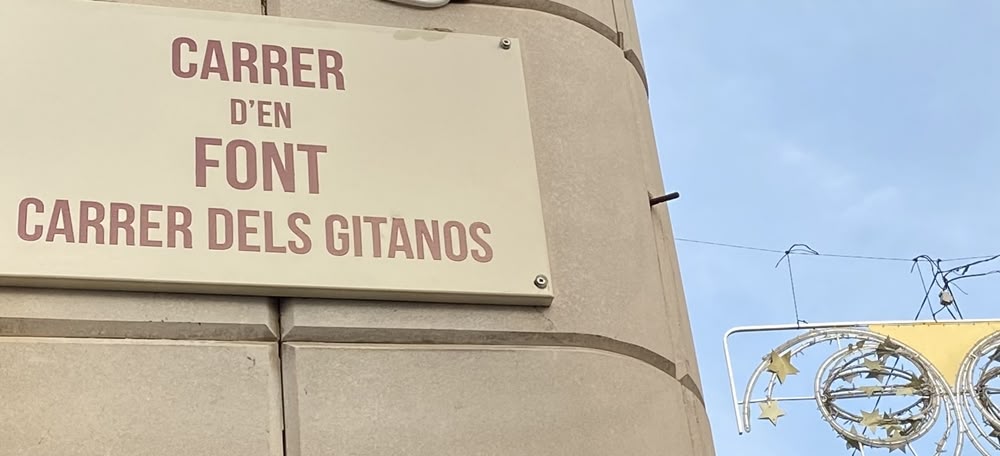 CARRER
D'EN
FONT
CARRER DELS GITANOS